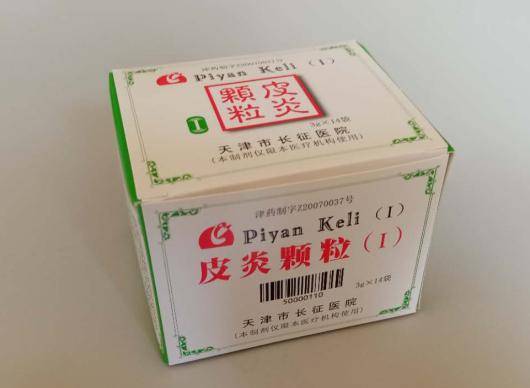 津药制字Z20070037号
Piyan Keli (I)
皮炎
颗粒
I
3g×14袋
天津市长征医院
(本制剂仅限本医疗机构使用)
津药制字Z20070037号
Piyan Keli (I)
皮炎颗粒(I)
50000110
3g×14袋
天津市长征医院
(本制剂仅限本医疗机构使用)